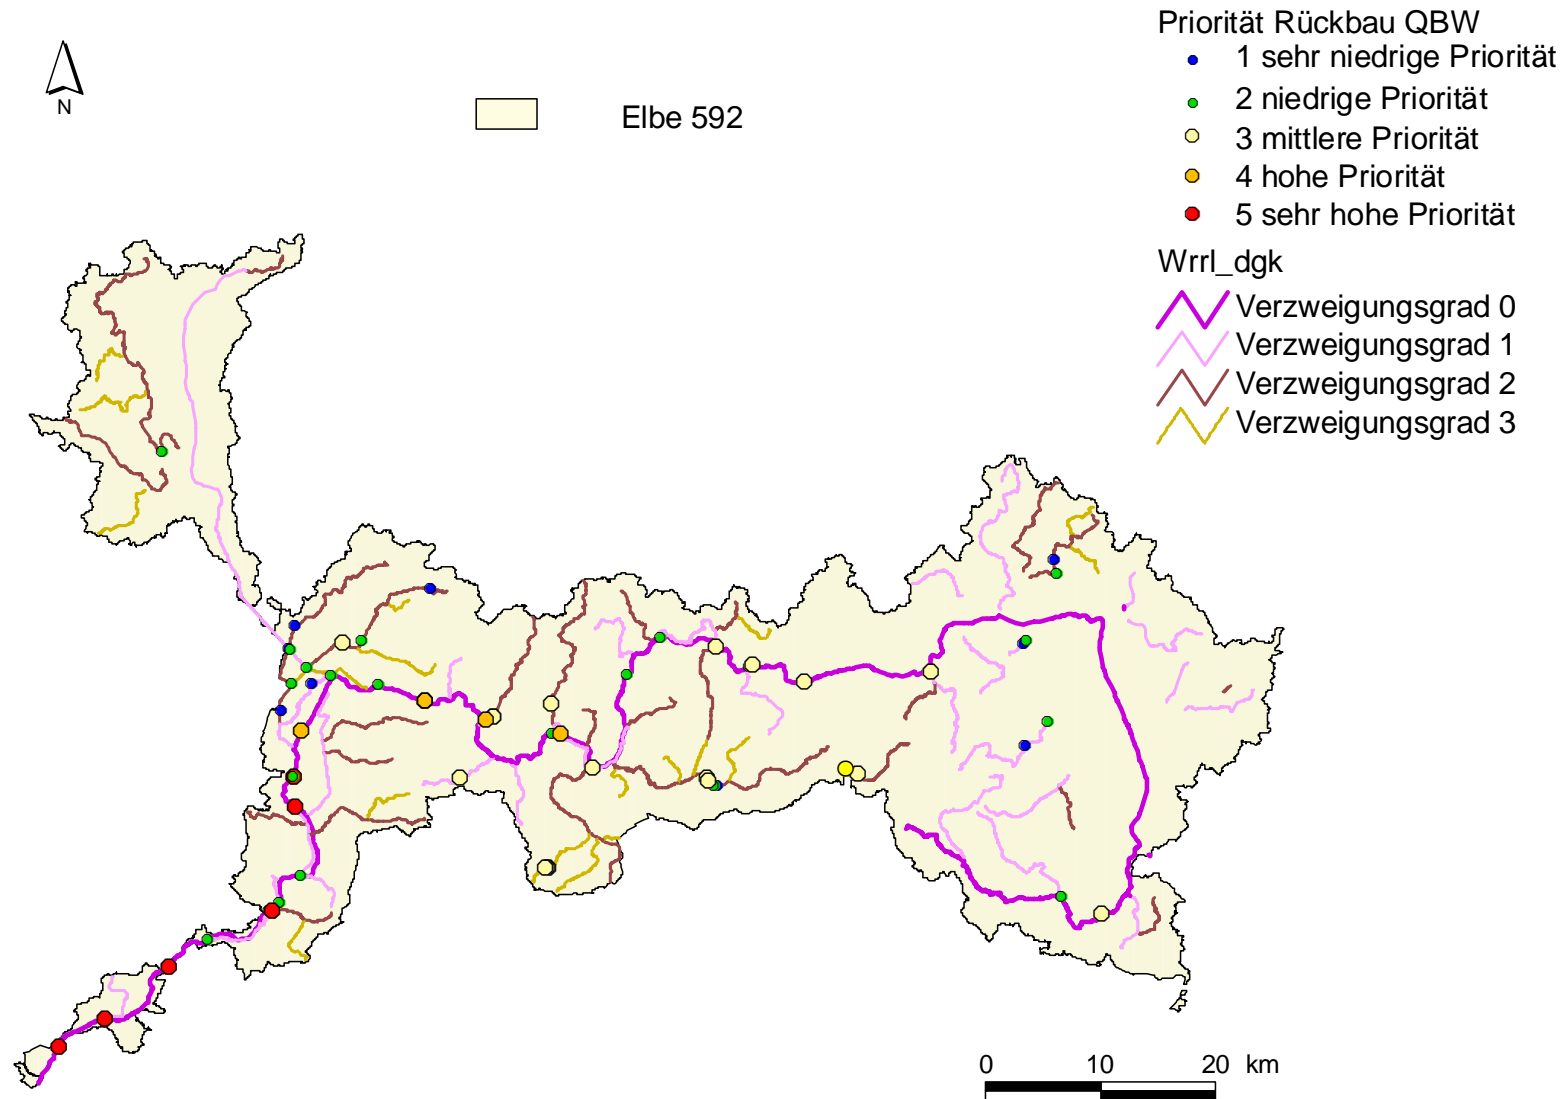 Priorität Rückbau QBW
1 sehr niedrige Priorität
2 niedrige Priorität
3 mittlere Priorität
4 hohe Priorität
5 sehr hohe Priorität
Wrrl_dgk
Verzweigungsgrad 0
Verzweigungsgrad 1
Verzweigungsgrad 2
Verzweigungsgrad 3
N
Elbe 592
0 10 20 km